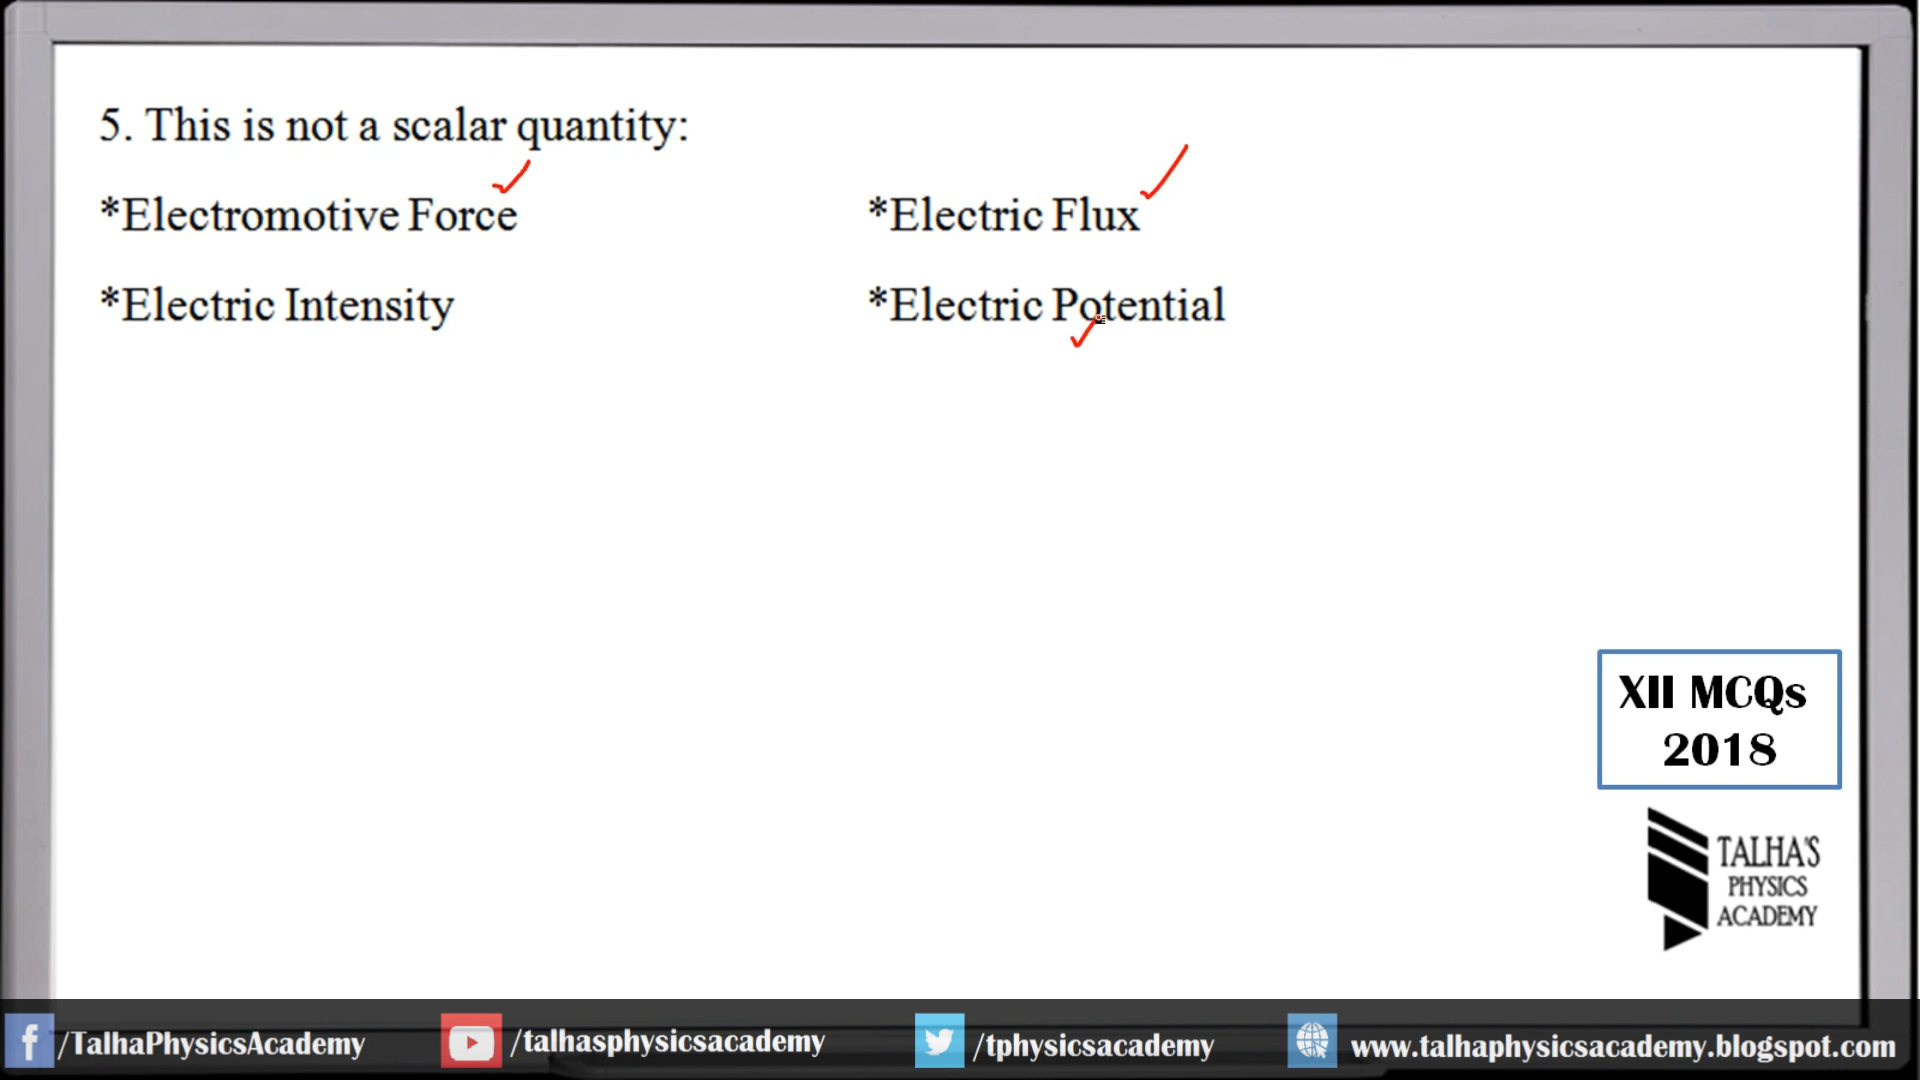 5. This is not a scalar quantity:
*Electromotive Force
*Electric Flux
*Electric Intensity
*Electric Potential
XII MCQs
2018
TALHA'S
PHYSICS
ACADEMY
/TalhaPhysicsAcademy
/talhasphysicsacademy
/tphysicsacademy
www.talhaphysicsacademy.blogspot.com